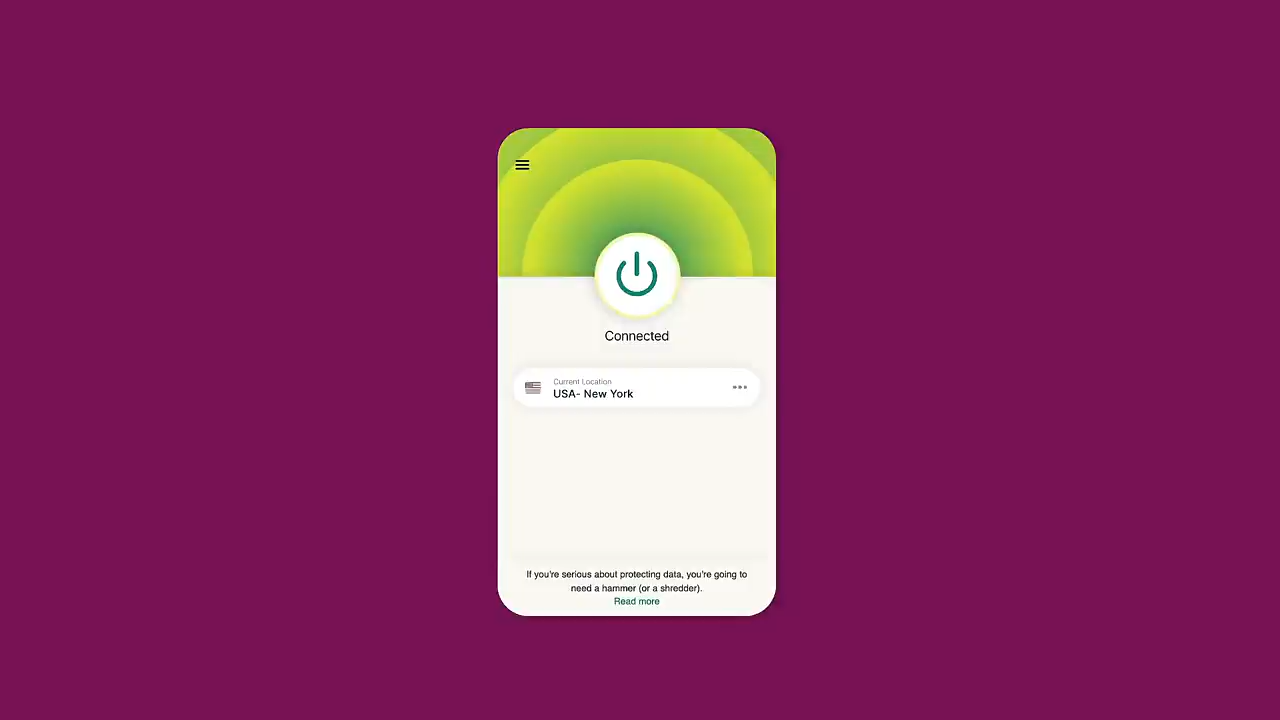 Connected
Current Location
USA- New York
If you're serious about protecting data, you're going to
need a hammer (or a shredder).
Read more